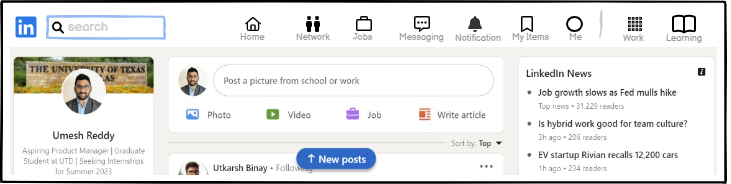 in search Home Network Jobs Messaging Notification My Items Me Work Learning
THE UNIVERSITY OF TEXAS
Umesh Reddy
Aspiring Product Manager | Graduate
Student at UTD | Seeking Internships
for Summer 2023
Post a picture from school or work
Photo Video Job Write article
Sort by: Top
↑ New posts
Utkarsh Binay • Following
LinkedIn News
Job growth slows as Fed mulls hike
Top news • 31,229 readers
Is hybrid work good for team culture?
3h ago • 206 readers
EV startup Rivian recalls 12,200 cars
1h ago • 234 readers